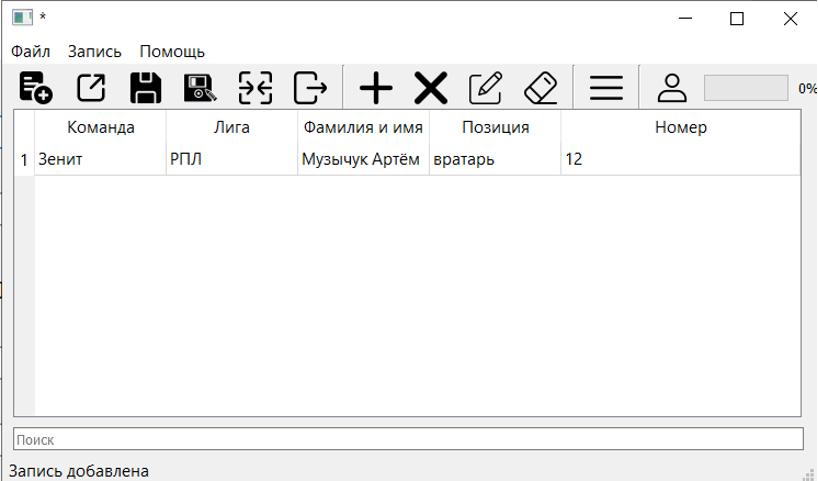 *
Файл Запись Помощь
0%
Команда Лига Фамилия и имя Позиция Номер
1 Зенит РПЛ Музычук Артём вратарь 12
Поиск
Запись добавлена